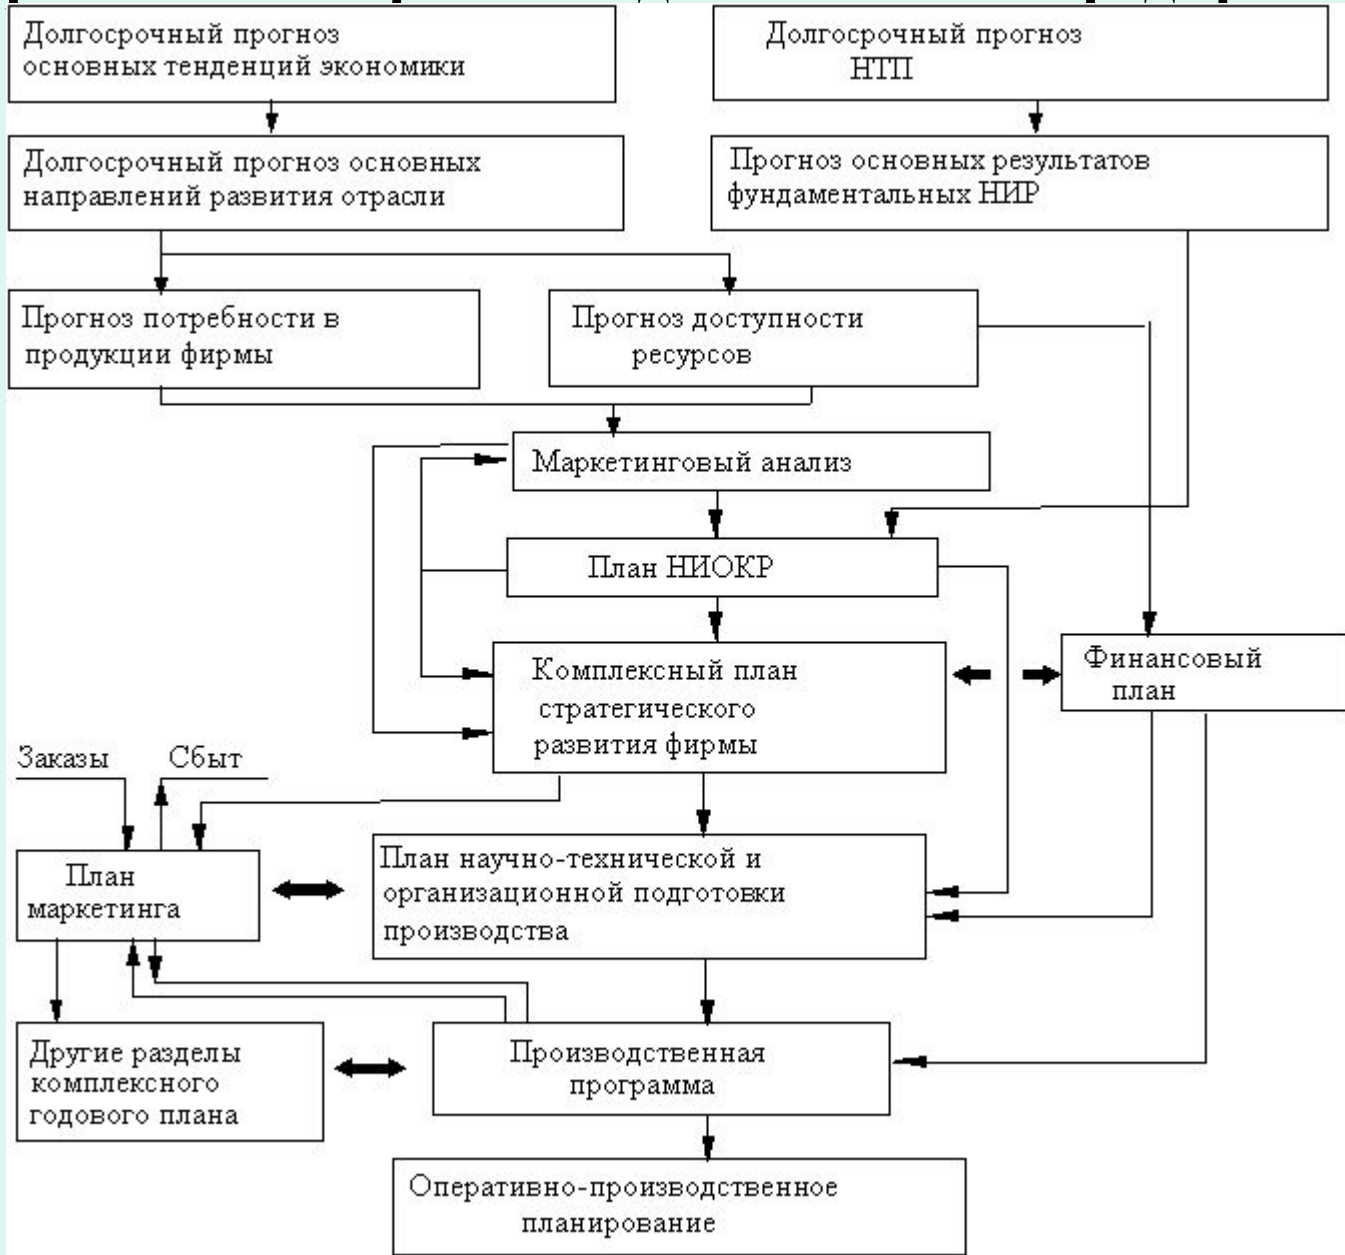 Долгосрочный прогноз
основных тенденций экономики
Долгосрочный прогноз
НТП
Долгосрочный прогноз основных
направлений развития отрасли
Прогноз основных результатов
фундаментальных НИР
Прогноз потребности в
продукции фирмы
Прогноз доступности
ресурсов
Маркетинговый анализ
План НИОКР
Комплексный план
стратегического
развития фирмы
Финансовый
план
Заказы
Сбыт
План
маркетинга
План научно-технической и
организационной подготовки
производства
Другие разделы
комплексного
годового плана
Производственная
программа
Оперативно-производственное
планирование